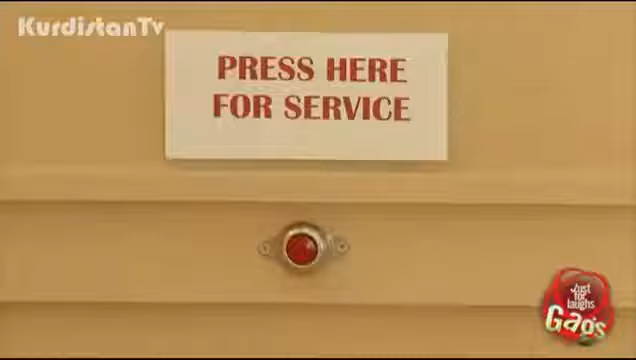 KurdistanTv
PRESS HERE
FOR SERVICE
Just
for
laughs
Gags